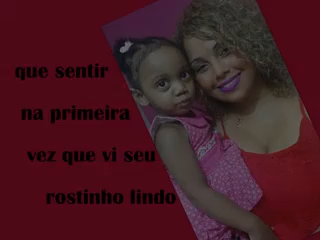 que sentir
na primeira
vez que vi seu
rostinho lindo